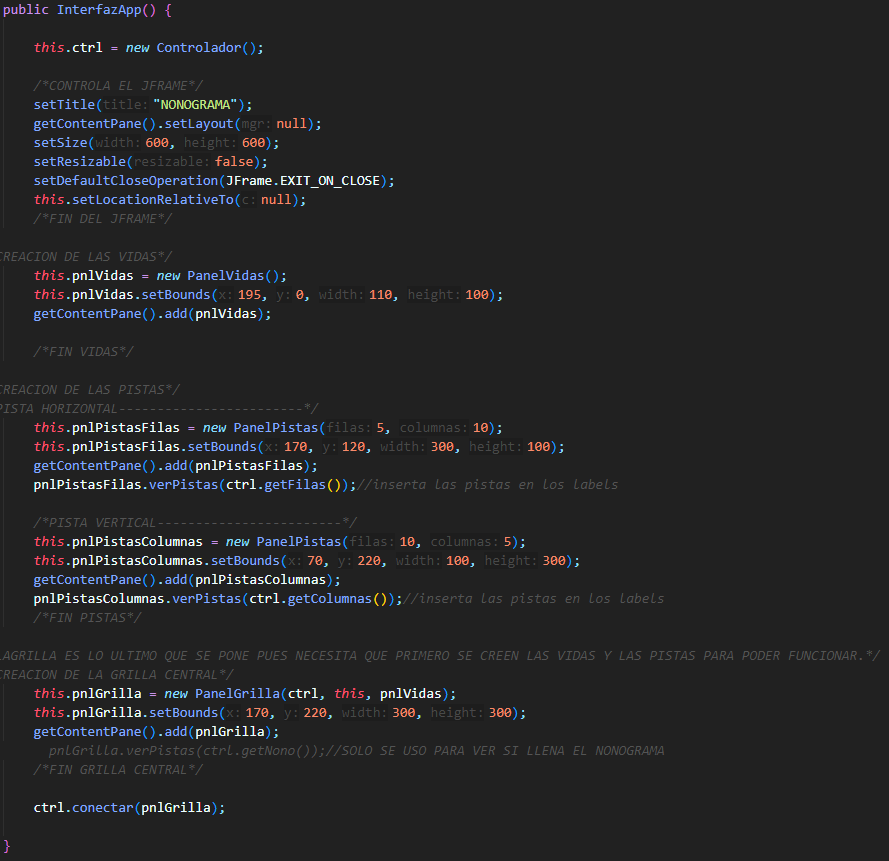 public InterfazApp() {
this.ctrl = new Controlador();
/*CONTROLA EL JFRAME*/
setTitle(title: "NONOGRAMA");
getContentPane().setLayout(mgr: null);
setSize(width: 600, height: 600);
setResizable(resizable: false);
setDefaultCloseOperation(JFrame.EXIT_ON_CLOSE);
this.setLocationRelativeTo(c: null);
/*FIN DEL JFRAME*/
CREACION DE LAS VIDAS*/
this.pnlVidas = new PanelVidas();
this.pnlVidas.setBounds(x: 195, y: 0, width: 110, height: 100);
getContentPane().add(pnlVidas);
/*FIN VIDAS*/
CREACION DE LAS PISTAS*/
PISTA HORIZONTAL------------------------*/
this.pnlPistasFilas = new PanelPistas(filas: 5, columnas: 10);
this.pnlPistasFilas.setBounds(x: 170, y: 120, width: 300, height: 100);
getContentPane().add(pnlPistasFilas);
pnlPistasFilas.verPistas(ctrl.getFilas());//inserta las pistas en los labels
/*PISTA VERTICAL------------------------*/
this.pnlPistasColumnas = new PanelPistas(filas: 10, columnas: 5);
this.pnlPistasColumnas.setBounds(x: 70, y: 220, width: 100, height: 300);
getContentPane().add(pnlPistasColumnas);
pnlPistasColumnas.verPistas(ctrl.getColumnas());//inserta las pistas en los labels
/*FIN PISTAS*/
LAGRILLA ES LO ULTIMO QUE SE PONE PUES NECESITA QUE PRIMERO SE CREEN LAS VIDAS Y LAS PISTAS PARA PODER FUNCIONAR.*/
CREACION DE LA GRILLA CENTRAL*/
this.pnlGrilla = new PanelGrilla(ctrl, this, pnlVidas);
this.pnlGrilla.setBounds(x: 170, y: 220, width: 300, height: 300);
getContentPane().add(pnlGrilla);
pnlGrilla.verPistas(ctrl.getNono());//SOLO SE USO PARA VER SI LLENA EL NONOGRAMA
/*FIN GRILLA CENTRAL*/
ctrl.conectar(pnlGrilla);
}